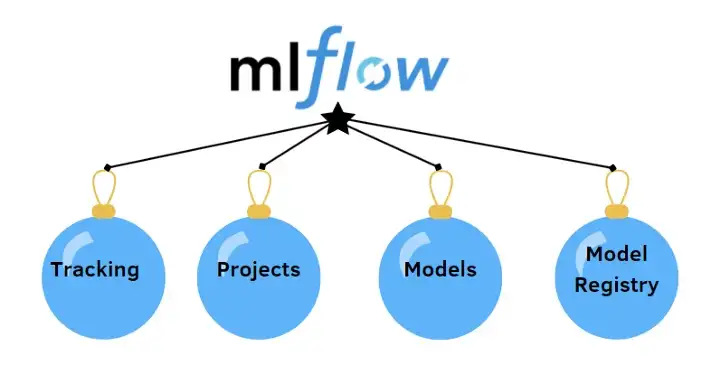 mlflow
Tracking
Projects
Models
Model
Registry